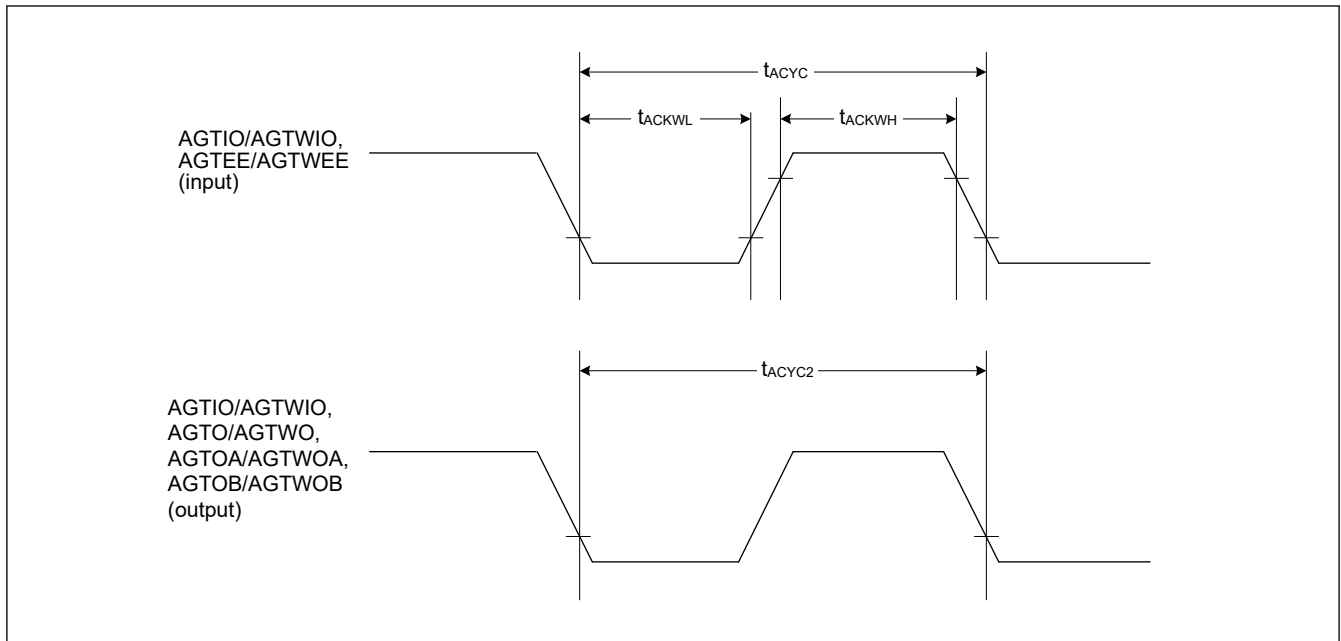 tACYC
tACKWL
tACKWH
AGTIO/AGTWIO,
AGTEE/AGTWEE
(input)
tACYC2
AGTIO/AGTWIO,
AGTO/AGTWO,
AGTOA/AGTWOA,
AGTOB/AGTWOB
(output)